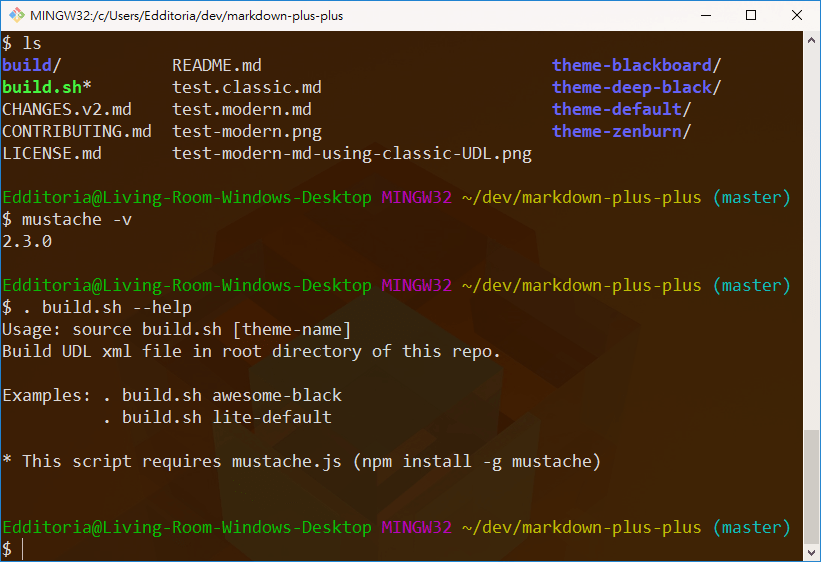 MINGW32:/c/Users/Edditoria/dev/markdown-plus-plus
$ ls
build/ README.md theme-blackboard/
build.sh* test.classic.md theme-deep-black/
CHANGES.v2.md test.modern.md theme-default/
CONTRIBUTING.md test-modern.png theme-zenburn/
LICENSE.md test-modern-md-using-classic-UDL.png
Edditoria@Living-Room-Windows-Desktop MINGW32 ~/dev/markdown-plus-plus (master)
$ mustache -v
2.3.0
Edditoria@Living-Room-Windows-Desktop MINGW32 ~/dev/markdown-plus-plus (master)
$ . build.sh --help
Usage: source build.sh [theme-name]
Build UDL xml file in root directory of this repo.
Examples: . build.sh awesome-black
. build.sh lite-default
* This script requires mustache.js (npm install -g mustache)
Edditoria@Living-Room-Windows-Desktop MINGW32 ~/dev/markdown-plus-plus (master)
$